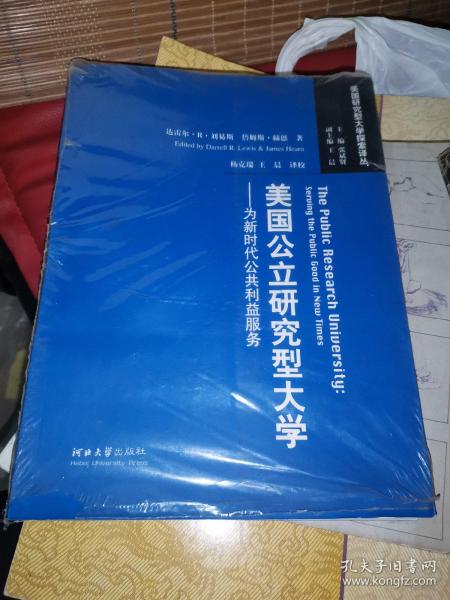 美国研究型大学探索译丛
主 编 张斌贤
副主编 王 晨
达雷尔·R·刘易斯 詹姆斯·赫恩 著
Edited by Darrell R. Lewis & James Hearn
杨克瑞 王 晨 译校
The Public Research University:
Serving the Public Good in New Times
美国公立研究型大学
——为新时代公共利益服务
河北大学出版社
Hebei University Press
孔夫子旧书网
kongfz.com